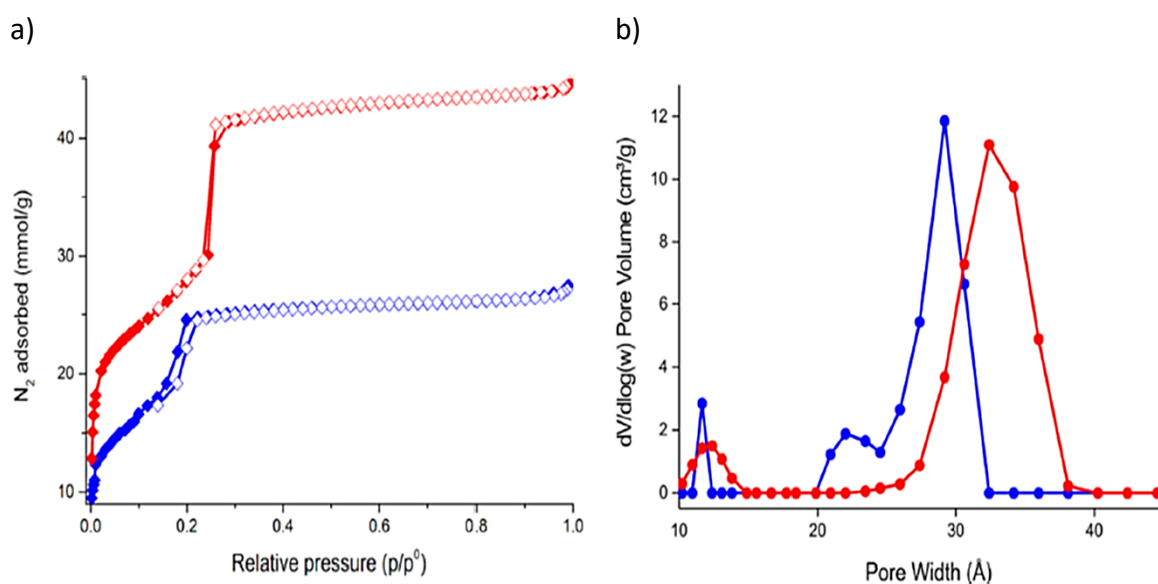 a)
b)
N₂ adsorbed (mmol/g)
40
30
20
10
0.0 0.2 0.4 0.6 0.8 1.0
Relative pressure (p/p⁰)
dV/dlog(w) Pore Volume (cm³/g)
12
10
8
6
4
2
0
10 20 30 40
Pore Width (Å)